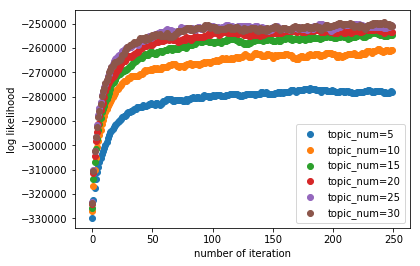 −250000
−260000
−270000
−280000
−290000
−300000
−310000
−320000
−330000
log likelihood
0
50
100
150
200
250
number of iteration
topic_num=5
topic_num=10
topic_num=15
topic_num=20
topic_num=25
topic_num=30